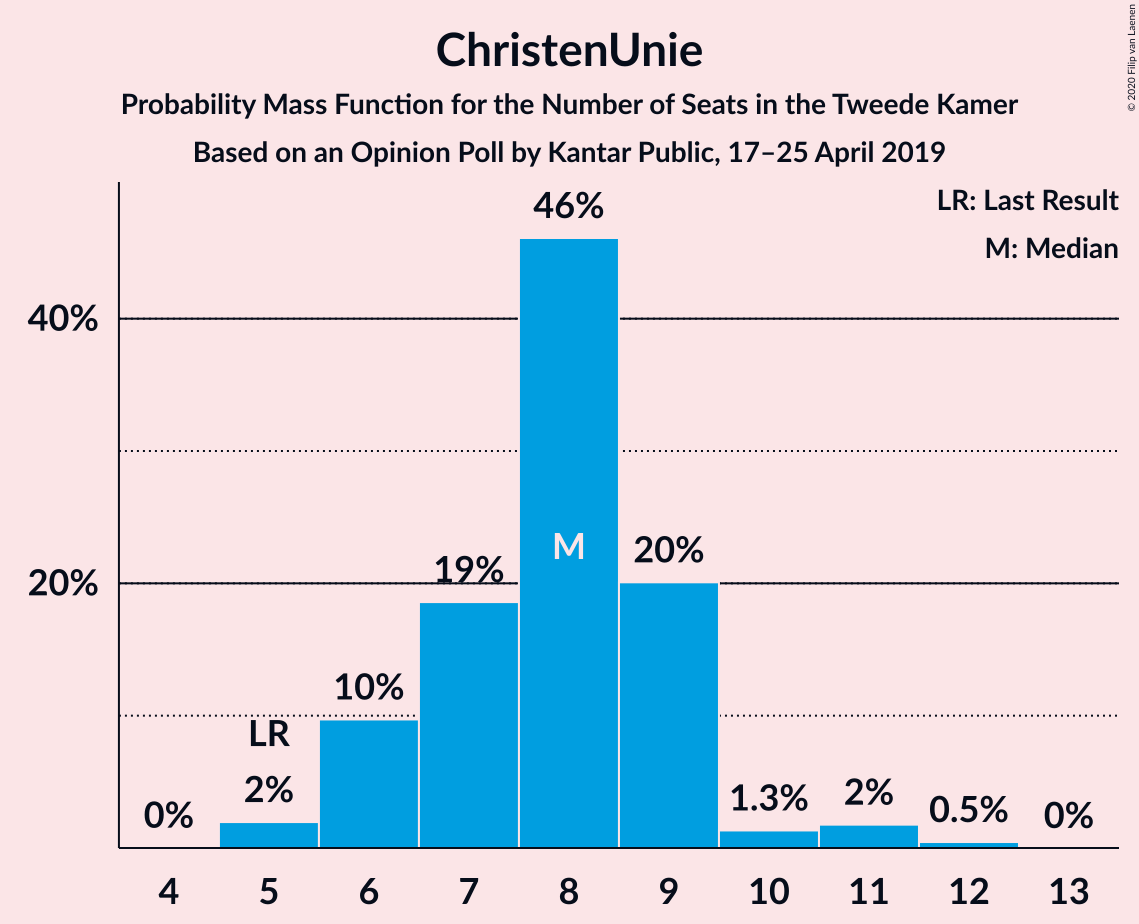 ChristenUnie
Probability Mass Function for the Number of Seats in the Tweede Kamer
Based on an Opinion Poll by Kantar Public, 17–25 April 2019
© 2020 Filip van Laenen
LR: Last Result
M: Median
46%
40%
M
20%
19%
20%
10%
LR
2%
0%
1.3%
2%
0.5%
0%
4 5 6 7 8 9 10 11 12 13